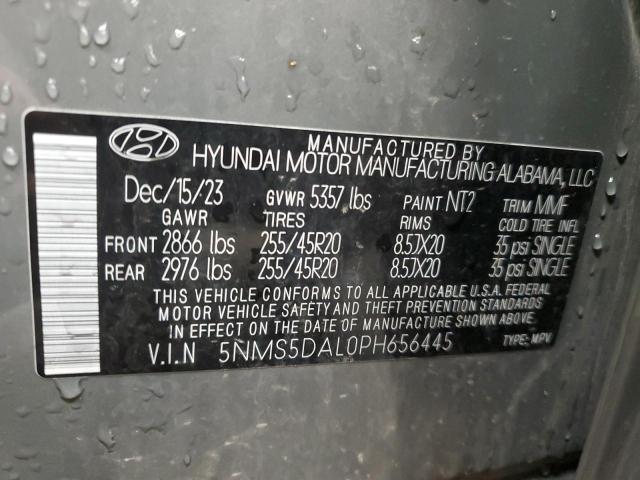 MANUFACTURED BY
HYUNDAI MOTOR MANUFACTURING ALABAMA, LLC
Dec/15/23 GVWR 5357 lbs PAINT NT2 TRIM MMF
GAWR TIRES RIMS COLD TIRE INFL
FRONT 2866 lbs 255/45R20 8.5JX20 35 psi SINGLE
REAR 2976 lbs 255/45R20 8.5JX20 35 psi SINGLE
THIS VEHICLE CONFORMS TO ALL APPLICABLE U.S.A. FEDERAL
MOTOR VEHICLE SAFETY AND THEFT PREVENTION STANDARDS
IN EFFECT ON THE DATE OF MANUFACTURE SHOWN ABOVE.
V.I.N 5NMS5DAL0PH656445 TYPE: MPV